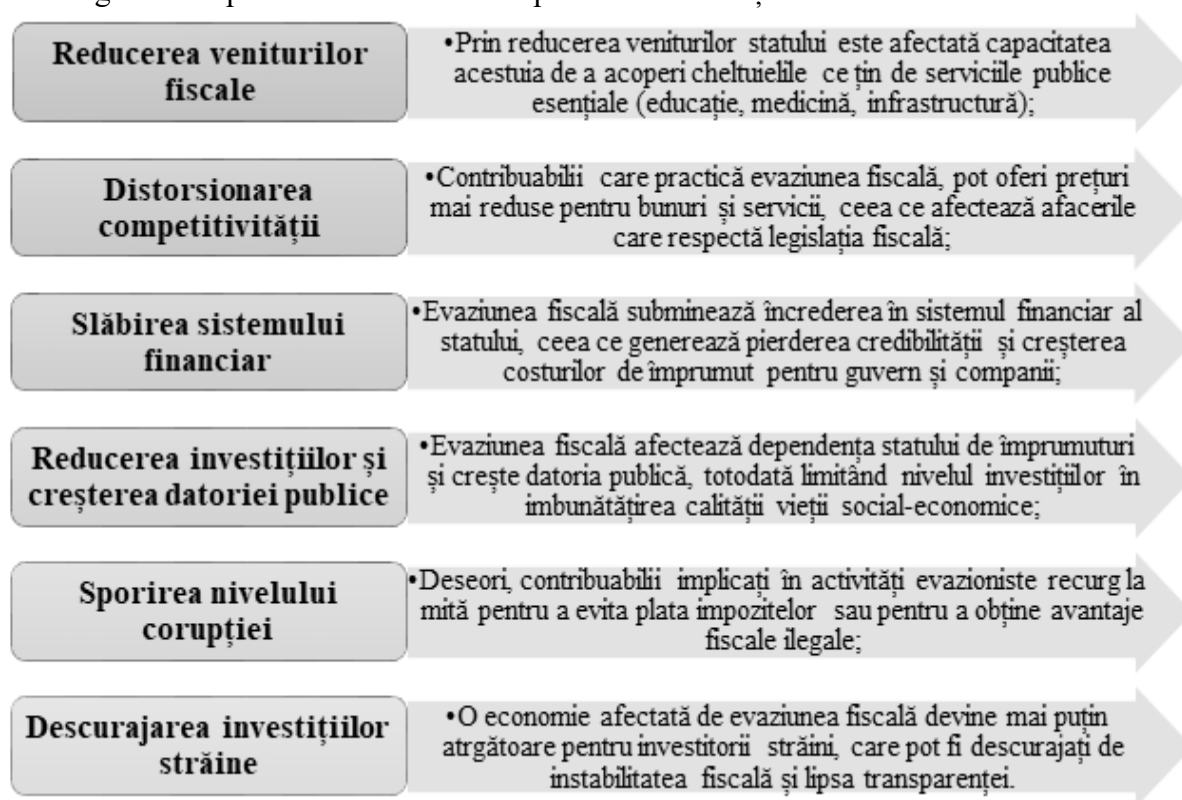 Reducerea veniturilor
fiscale
•Prin reducerea veniturilor statului este afectată capacitatea
acestuia de a acoperi cheltuielile ce țin de serviciile publice
esențiale (educație, medicină, infrastructură);
Distorsionarea
competitivității
•Contribuabilii care practică evaziunea fiscală, pot oferi prețuri
mai reduse pentru bunuri și servicii, ceea ce afectează afacerile
care respectă legislația fiscală;
Slăbirea sistemului
financiar
•Evaziunea fiscală subminează încrederea în sistemul financiar al
statului, ceea ce generează pierderea credibilității și creșterea
costurilor de împrumut pentru guvern și companii;
Reducerea investițiilor și
creșterea datoriei publice
•Evaziunea fiscală afectează dependența statului de împrumuturi
și crește datoria publică, totodată limitând nivelul investițiilor în
imbunătățirea calității vieții social-economice;
Sporirea nivelului
corupției
•Deseori, contribuabilii implicați în activități evazioniste recurg la
mită pentru a evita plata impozitelor sau pentru a obține avantaje
fiscale ilegale;
Descurajarea investițiilor
străine
•O economie afectată de evaziunea fiscală devine mai puțin
atrgătoare pentru investitorii străini, care pot fi descurajați de
instabilitatea fiscală și lipsa transparenței.